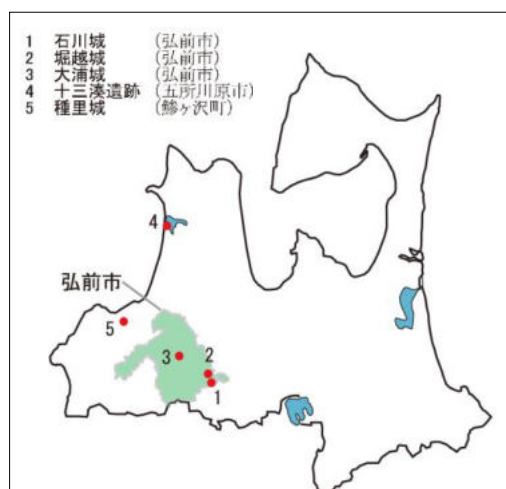 1 石川城 (弘前市)
2 堀越城 (弘前市)
3 大浦城 (弘前市)
4 十三湊遺跡 (五所川原市)
5 種里城 (鰺ヶ沢町)
4
弘前市
5
3
2
1